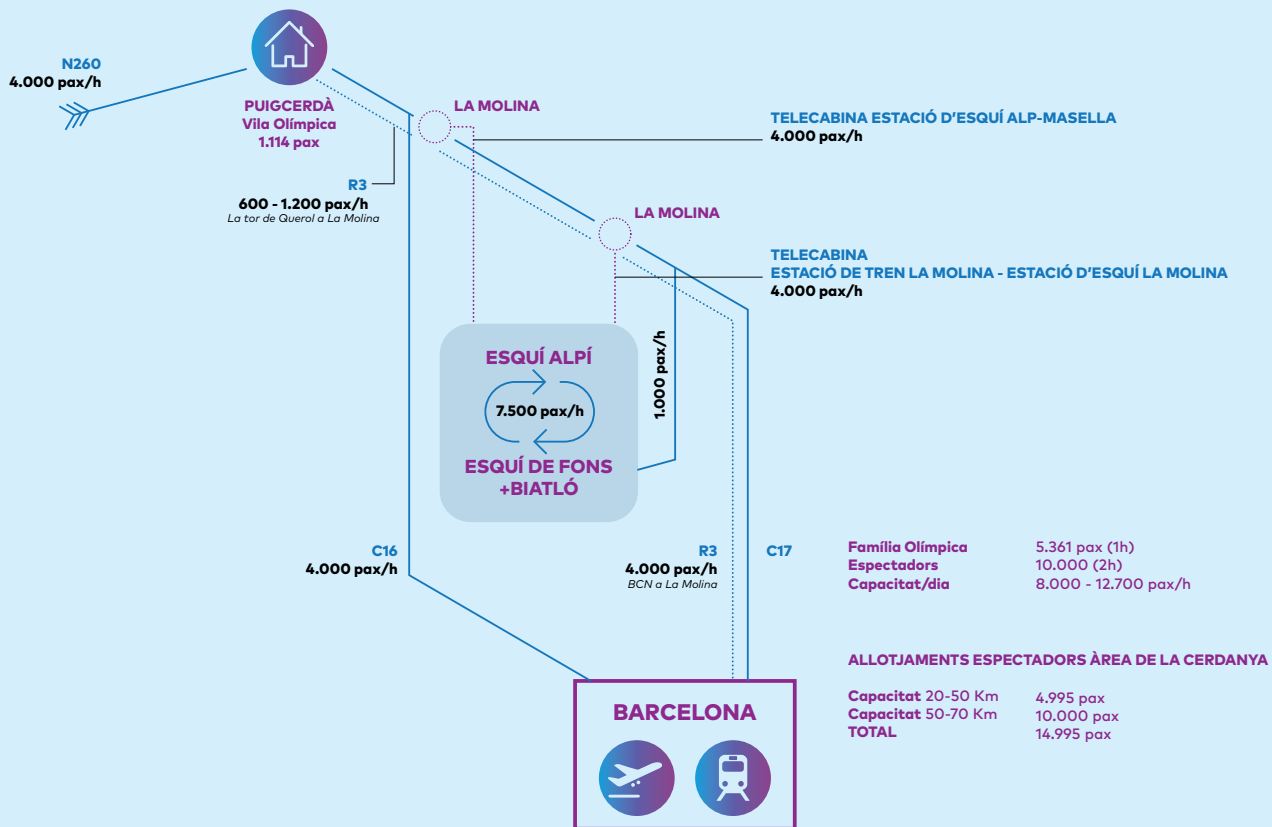 N260
4.000 pax/h
PUIGCERDÀ
Vila Olímpica
1.114 pax
LA MOLINA
TELECABINA ESTACIÓ D'ESQUÍ ALP-MASELLA
4.000 pax/h
R3
600 - 1.200 pax/h
La tor de Querol a La Molina
LA MOLINA
TELECABINA
ESTACIÓ DE TREN LA MOLINA - ESTACIÓ D'ESQUÍ LA MOLINA
4.000 pax/h
ESQUÍ ALPÍ
7.500 pax/h
ESQUÍ DE FONS
+BIATLÓ
1.000 pax/h
C16
4.000 pax/h
R3
4.000 pax/h
BCN a La Molina
C17
Família Olímpica 5.361 pax (1h)
Espectadors 10.000 (2h)
Capacitat/dia 8.000 - 12.700 pax/h
ALLOTJAMENTS ESPECTADORS ÀREA DE LA CERDANYA
Capacitat 20-50 Km 4.995 pax
Capacitat 50-70 Km 10.000 pax
TOTAL 14.995 pax
BARCELONA